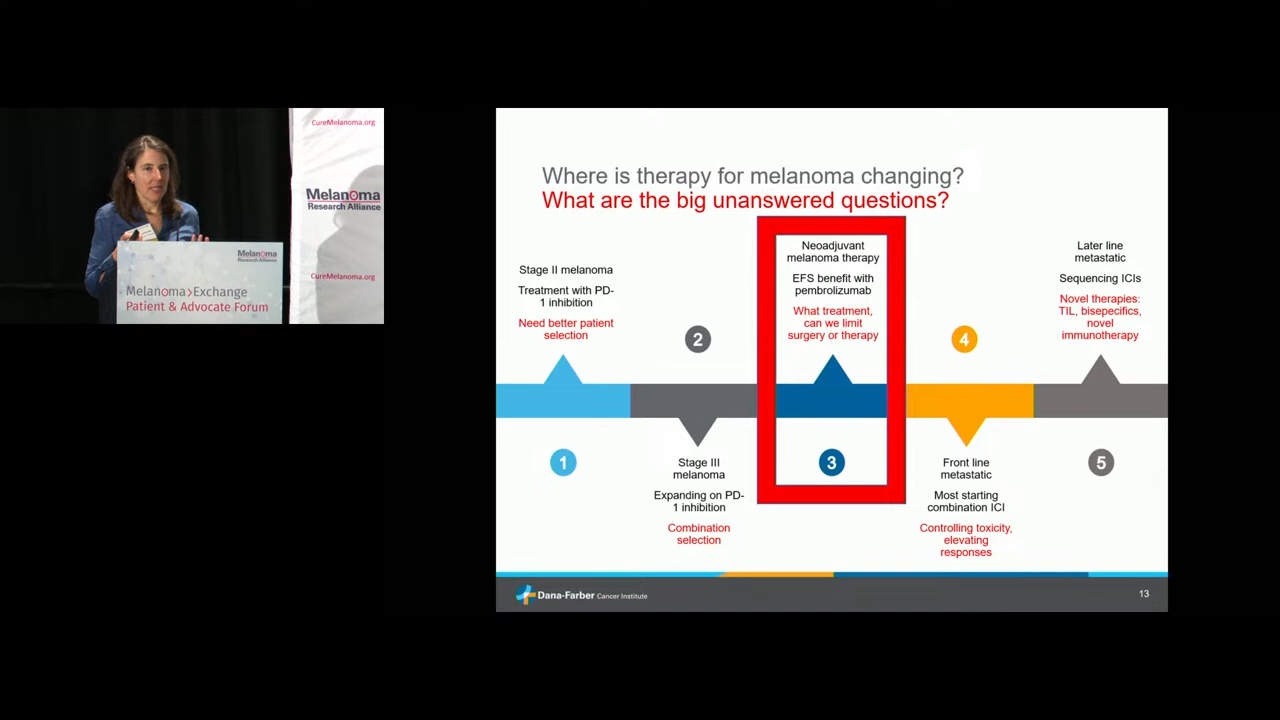 CureMelanoma.org
Melanoma
Research Alliance
CureMelanoma.org
Melanoma
Research Alliance
Melanoma>Exchange
Patient & Advocate Forum
Where is therapy for melanoma changing?
What are the big unanswered questions?
Stage II melanoma
Treatment with PD-
1 inhibition
Need better patient
selection
1
2
Stage III
melanoma
Expanding on PD-
1 inhibition
Combination
selection
Neoadjuvant
melanoma therapy
EFS benefit with
pembrolizumab
What treatment,
can we limit
surgery or therapy
3
4
Front line
metastatic
Most starting
combination ICI
Controlling toxicity,
elevating
responses
Later line
metastatic
Sequencing ICIs
Novel therapies:
TIL, bisepecifics,
novel
immunotherapy
5
Dana-Farber Cancer Institute
13